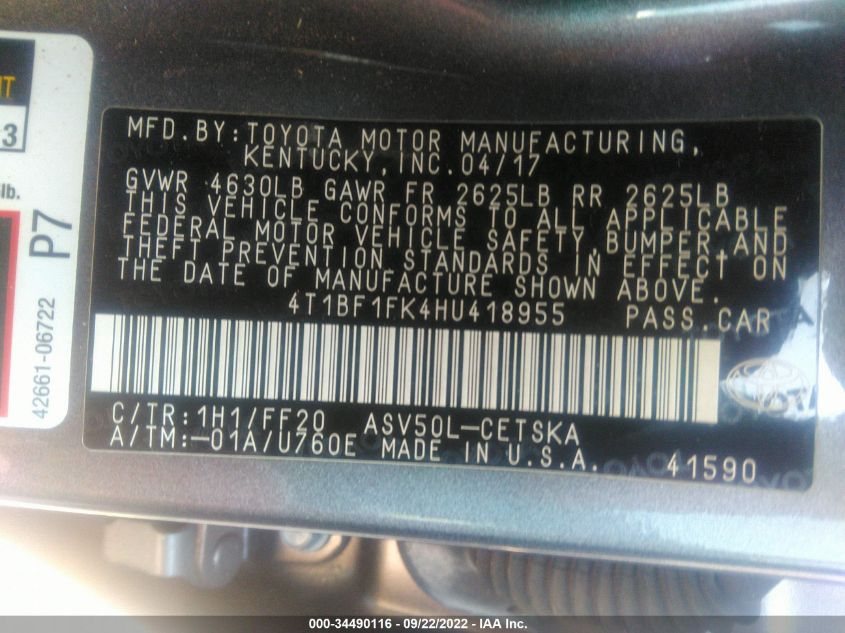 MFD.BY:TOYOTA MOTOR MANUFACTURING,
KENTUCKY,INC.04/17
GVWR 4630LB GAWR FR 2625LB RR 2625LB
THIS VEHICLE CONFORMS TO ALL APPLICABLE
FEDERAL MOTOR VEHICLE SAFETY,BUMPER,AND
THEFT PREVENTION STANDARDS IN EFFECT ON
THE DATE OF MANUFACTURE SHOWN ABOVE.
4T1BF1FK4HU418955 PASS.CAR
C/TR:1H1/FF20 ASV50L-CETSKA
A/TM:-01A/U760E MADE IN U.S.A. 41590
3
lb.
P7
42661-06722
000-34490116 - 09/22/2022 - IAA Inc.